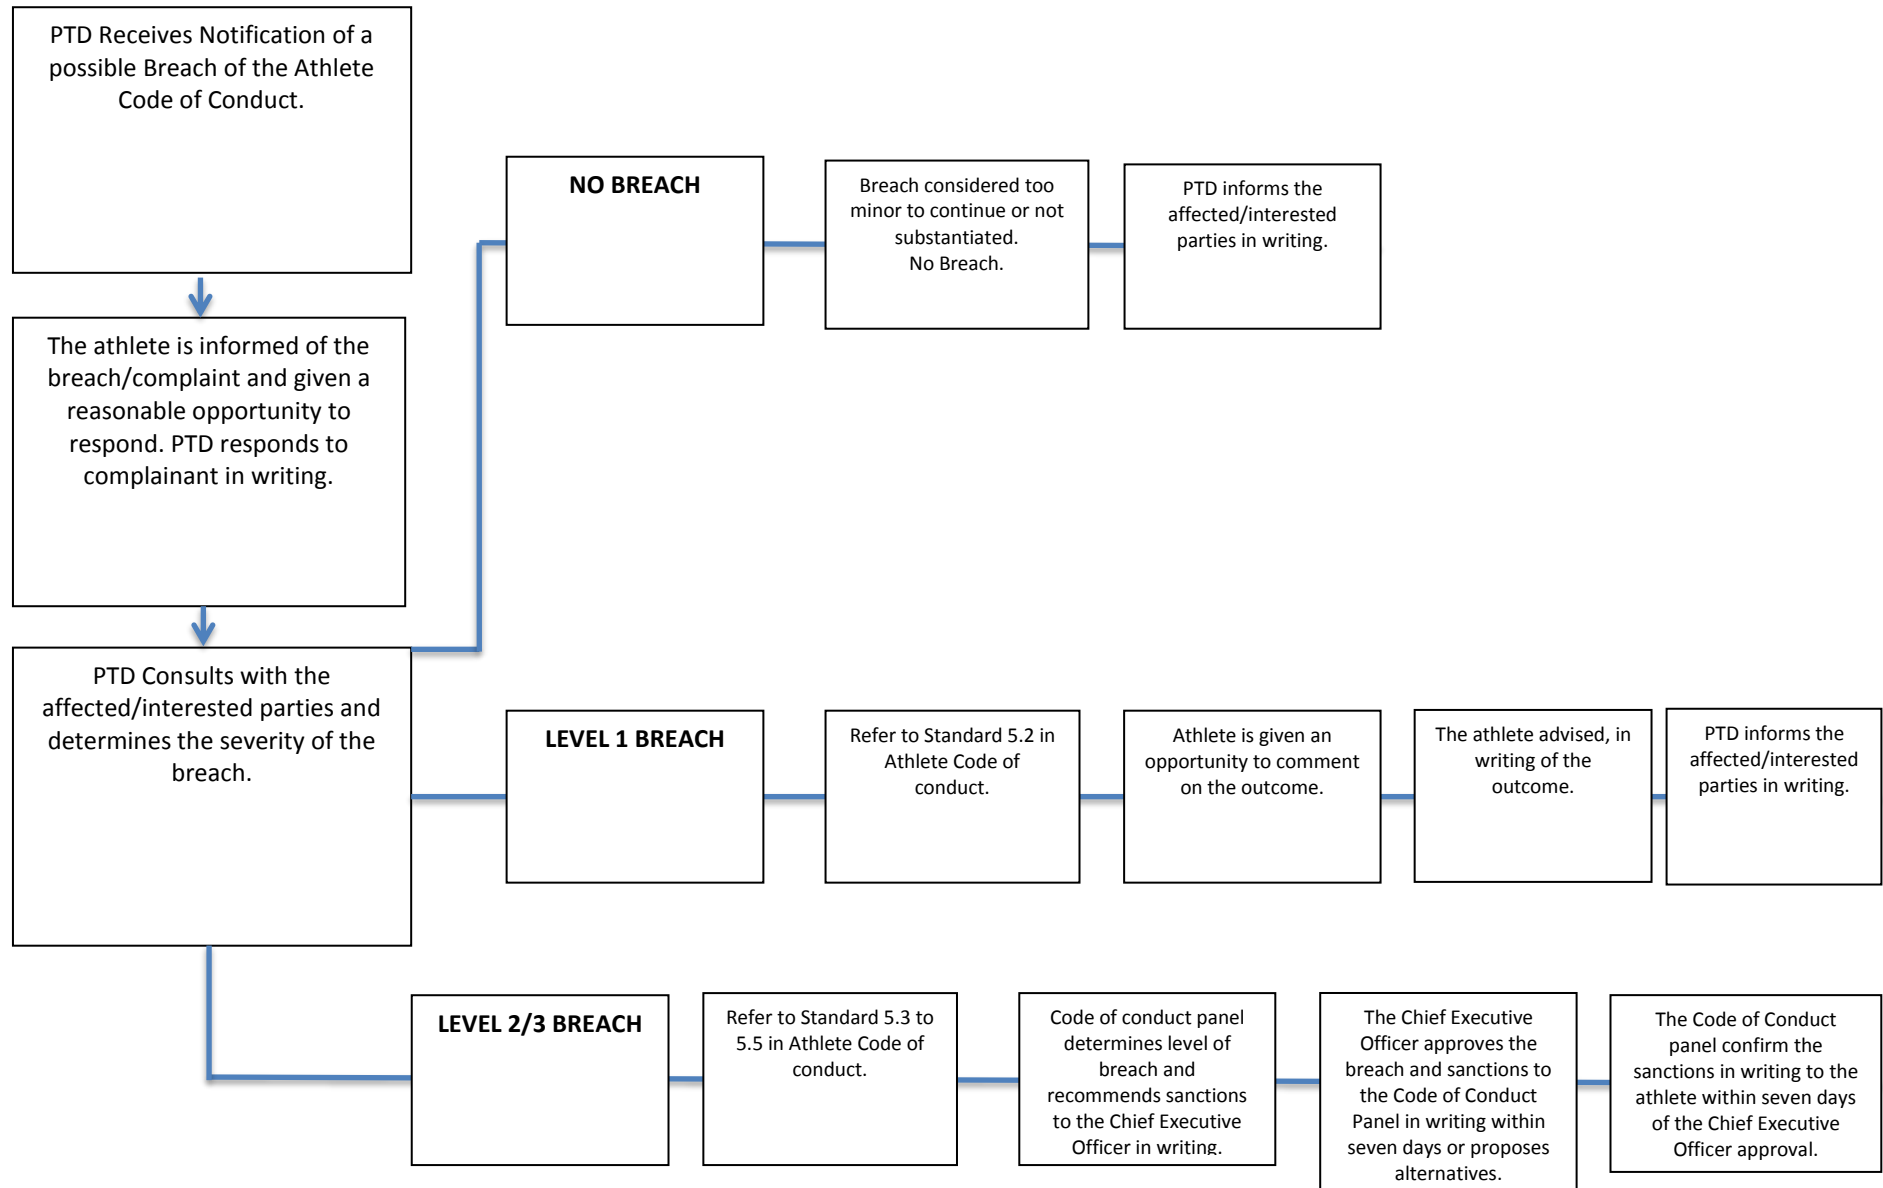 PTD Receives Notification of a
possible Breach of the Athlete
Code of Conduct.
The athlete is informed of the
breach/complaint and given a
reasonable opportunity to
respond. PTD responds to
complainant in writing.
PTD Consults with the
affected/interested parties and
determines the severity of the
breach.
NO BREACH
Breach considered too
minor to continue or not
substantiated.
No Breach.
PTD informs the
affected/interested
parties in writing.
LEVEL 1 BREACH
Refer to Standard 5.2 in
Athlete Code of
conduct.
Athlete is given an
opportunity to comment
on the outcome.
The athlete advised, in
writing of the
outcome.
PTD informs the
affected/interested
parties in writing.
LEVEL 2/3 BREACH
Refer to Standard 5.3 to
5.5 in Athlete Code of
conduct.
Code of conduct panel
determines level of
breach and
recommends sanctions
to the Chief Executive
Officer in writing.
The Chief Executive
Officer approves the
breach and sanctions to
the Code of Conduct
Panel in writing within
seven days or proposes
alternatives.
The Code of Conduct
panel confirm the
sanctions in writing to the
athlete within seven days
of the Chief Executive
Officer approval.